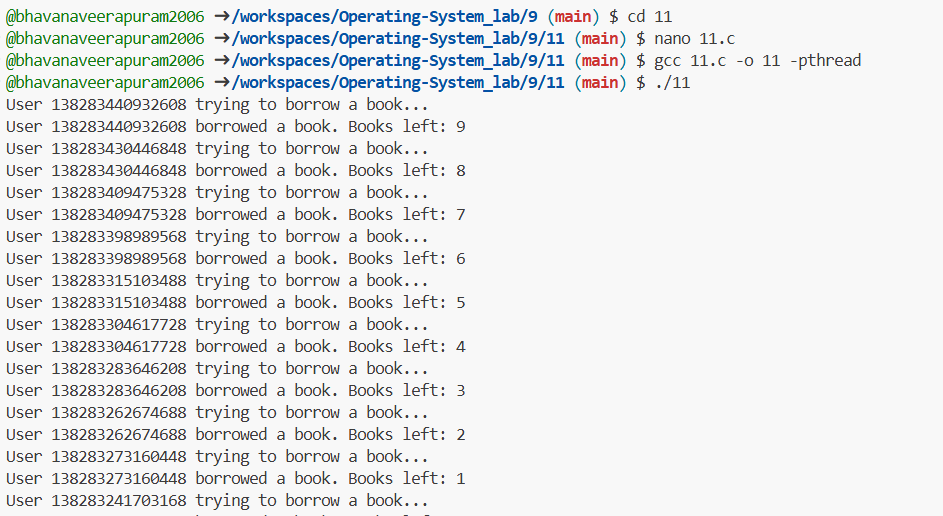 @bhavanaveerapuram2006 ➜/workspaces/Operating-System_lab/9 (main) $ cd 11
@bhavanaveerapuram2006 ➜/workspaces/Operating-System_lab/9/11 (main) $ nano 11.c
@bhavanaveerapuram2006 ➜/workspaces/Operating-System_lab/9/11 (main) $ gcc 11.c -o 11 -pthread
@bhavanaveerapuram2006 ➜/workspaces/Operating-System_lab/9/11 (main) $ ./11
User 138283440932608 trying to borrow a book...
User 138283440932608 borrowed a book. Books left: 9
User 138283430446848 trying to borrow a book...
User 138283430446848 borrowed a book. Books left: 8
User 138283409475328 trying to borrow a book...
User 138283409475328 borrowed a book. Books left: 7
User 138283398989568 trying to borrow a book...
User 138283398989568 borrowed a book. Books left: 6
User 138283315103488 trying to borrow a book...
User 138283315103488 borrowed a book. Books left: 5
User 138283304617728 trying to borrow a book...
User 138283304617728 borrowed a book. Books left: 4
User 138283283646208 trying to borrow a book...
User 138283283646208 borrowed a book. Books left: 3
User 138283262674688 trying to borrow a book...
User 138283262674688 borrowed a book. Books left: 2
User 138283273160448 trying to borrow a book...
User 138283273160448 borrowed a book. Books left: 1
User 138283241703168 trying to borrow a book...